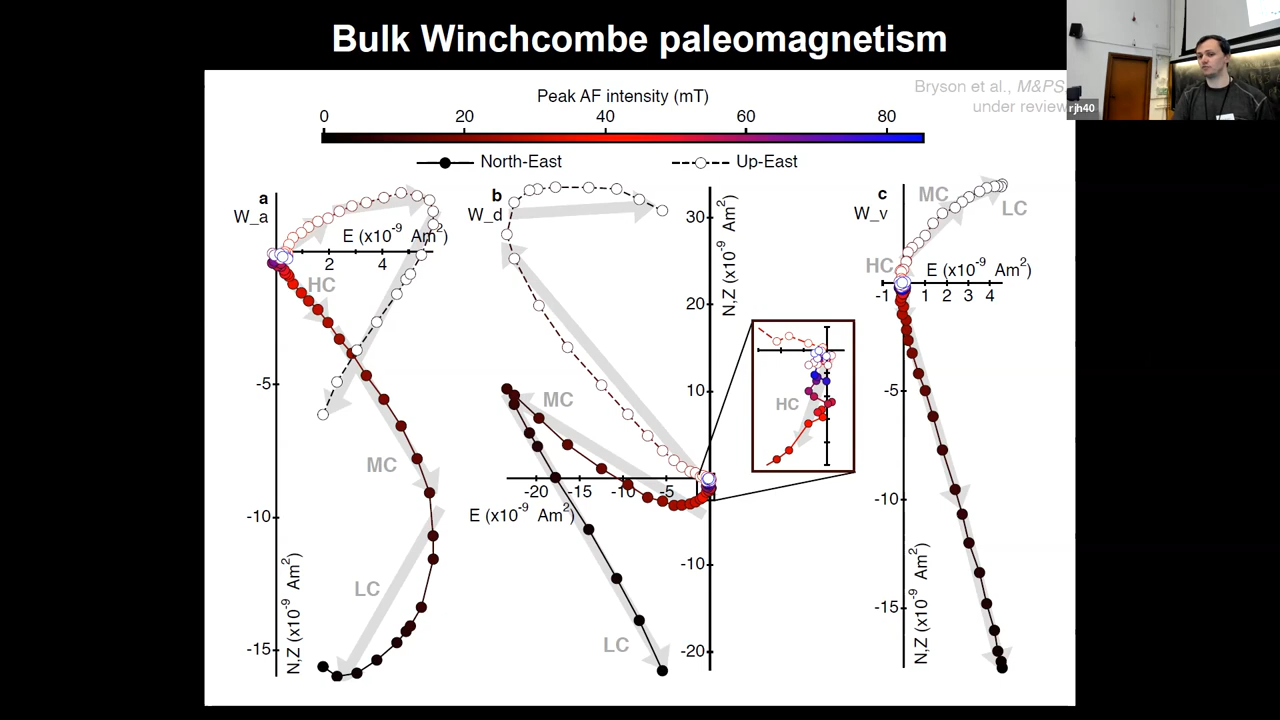 Bulk Winchcombe paleomagnetism
Bryson et al., M&PS
under review
rjh40
Peak AF intensity (mT)
0 20 40 60 80
North-East Up-East
a
W_a
E (x10⁻⁹ Am²)
2 4
HC
-5
MC
-10
LC
-15
N,Z (x10⁻⁹ Am²)
b
W_d
30
N,Z (x10⁻⁹ Am²)
20
10
MC
-20 -15 -10 -5
E (x10⁻⁹ Am²)
-10
LC
-20
HC
c
W_v
MC
LC
HC
E (x10⁻⁹ Am²)
-1 1 2 3 4
-5
-10
-15
N,Z (x10⁻⁹ Am²)